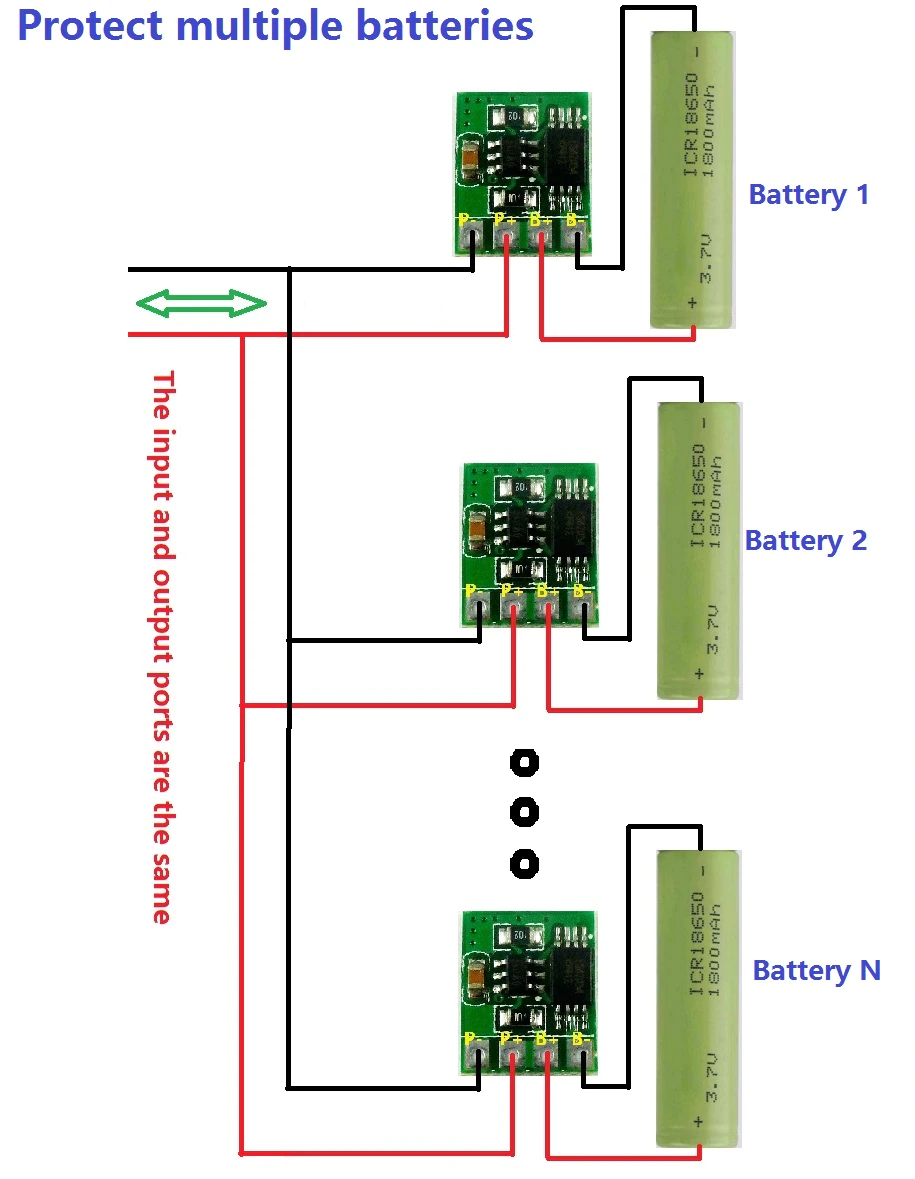 Protect multiple batteries
P- P+ B+ B-
ICR18650
1800mAh
3.7V
- +
Battery 1
The input and output ports are the same
P- P+ B+ B-
ICR18650
1800mAh
3.7V
- +
Battery 2
P- P+ B+ B-
ICR18650
1800mAh
3.7V
- +
Battery N